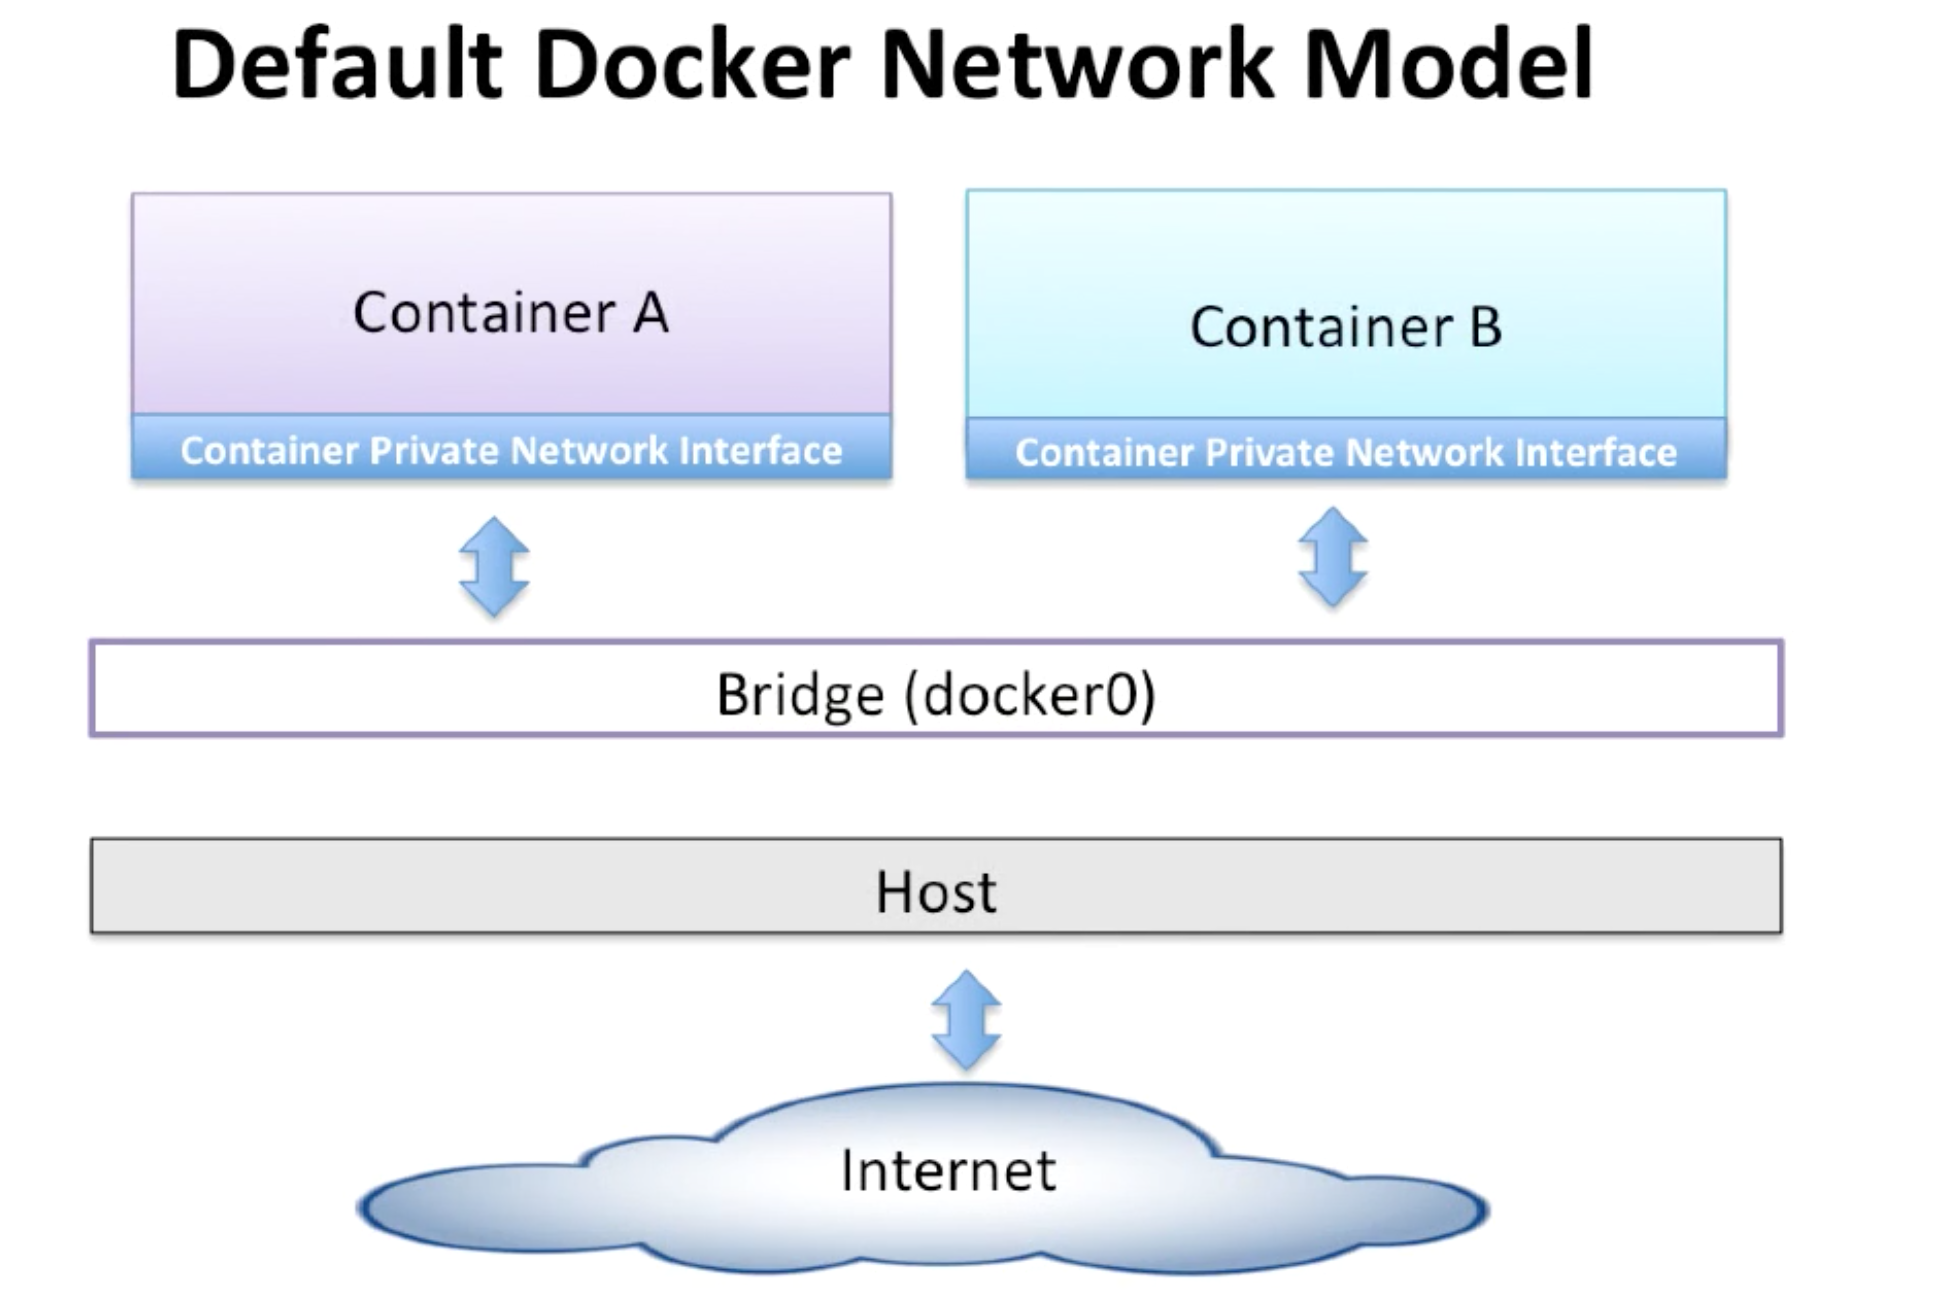 Default Docker Network Model
Container A
Container B
Container Private Network Interface
Container Private Network Interface
Bridge (docker0)
Host
Internet